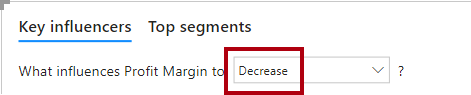 Key influencers Top segments
What influences Profit Margin to Decrease ?